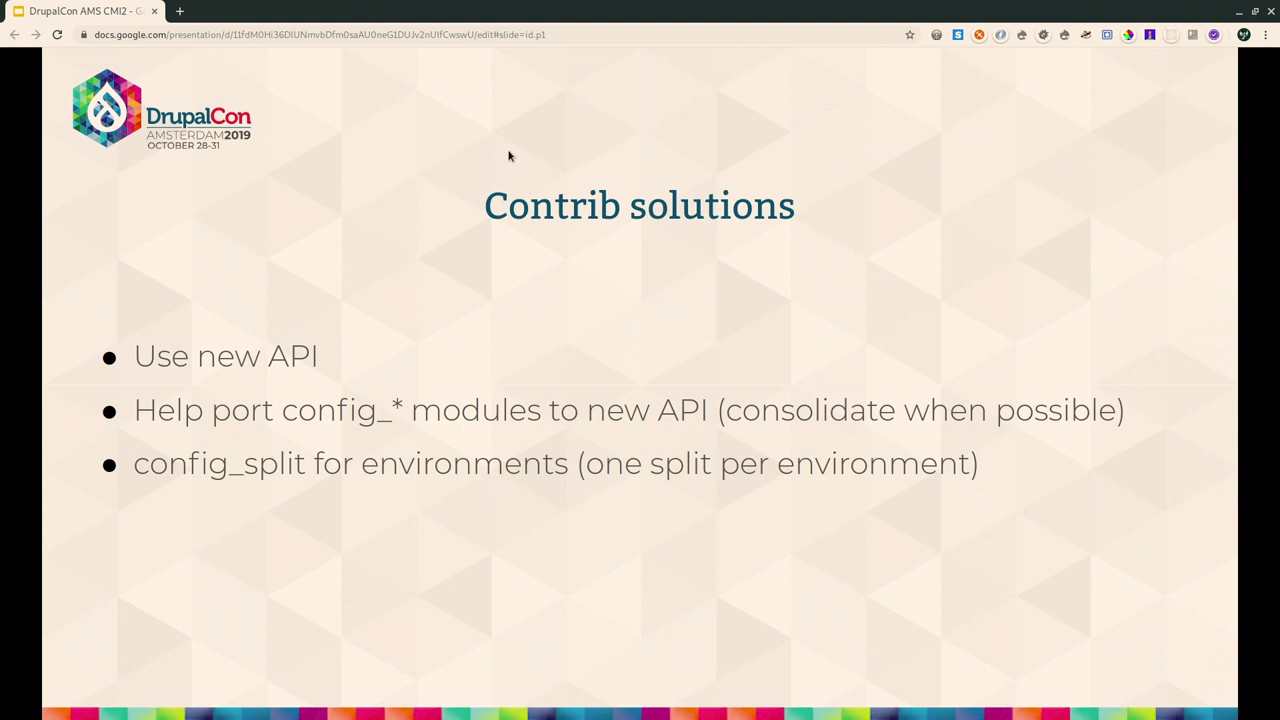 DrupalCon AMS CMI2 - G
docs.google.com/presentation/d/11fdM0Hi36DIUNmvbDfm0saAU0neG1DUJv2nUIfCwswU/edit#slide=id.p1
DrupalCon
AMSTERDAM2019
OCTOBER 28-31
Contrib solutions
● Use new API
● Help port config_* modules to new API (consolidate when possible)
● config_split for environments (one split per environment)